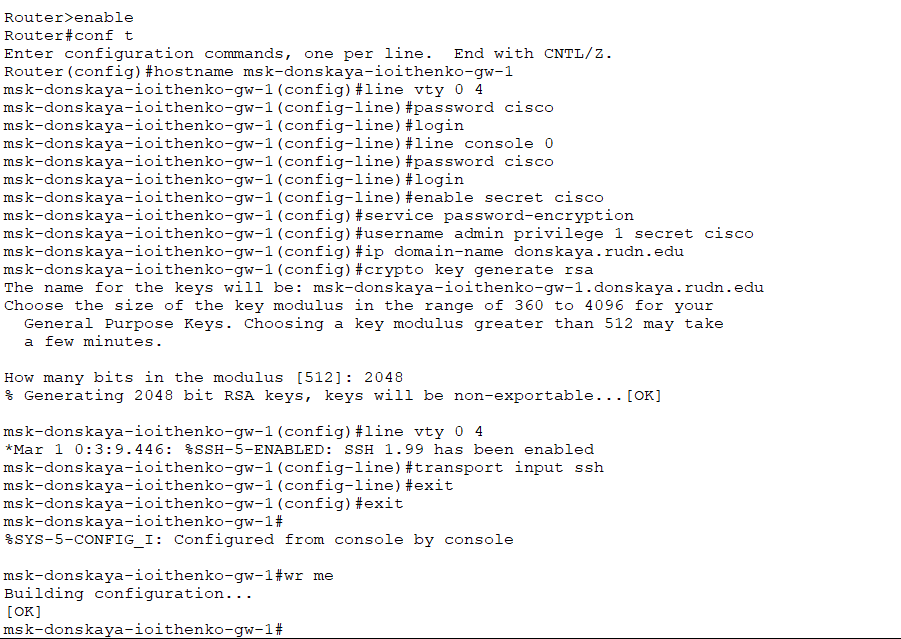 Router>enable
Router#conf t
Enter configuration commands, one per line.  End with CNTL/Z.
Router(config)#hostname msk-donskaya-ioithenko-gw-1
msk-donskaya-ioithenko-gw-1(config)#line vty 0 4
msk-donskaya-ioithenko-gw-1(config-line)#password cisco
msk-donskaya-ioithenko-gw-1(config-line)#login
msk-donskaya-ioithenko-gw-1(config-line)#line console 0
msk-donskaya-ioithenko-gw-1(config-line)#password cisco
msk-donskaya-ioithenko-gw-1(config-line)#login
msk-donskaya-ioithenko-gw-1(config-line)#enable secret cisco
msk-donskaya-ioithenko-gw-1(config)#service password-encryption
msk-donskaya-ioithenko-gw-1(config)#username admin privilege 1 secret cisco
msk-donskaya-ioithenko-gw-1(config)#ip domain-name donskaya.rudn.edu
msk-donskaya-ioithenko-gw-1(config)#crypto key generate rsa
The name for the keys will be: msk-donskaya-ioithenko-gw-1.donskaya.rudn.edu
Choose the size of the key modulus in the range of 360 to 4096 for your
  General Purpose Keys. Choosing a key modulus greater than 512 may take
  a few minutes.

How many bits in the modulus [512]: 2048
% Generating 2048 bit RSA keys, keys will be non-exportable...[OK]

msk-donskaya-ioithenko-gw-1(config)#line vty 0 4
*Mar 1 0:3:9.446: %SSH-5-ENABLED: SSH 1.99 has been enabled
msk-donskaya-ioithenko-gw-1(config-line)#transport input ssh
msk-donskaya-ioithenko-gw-1(config-line)#exit
msk-donskaya-ioithenko-gw-1(config)#exit
msk-donskaya-ioithenko-gw-1#
%SYS-5-CONFIG_I: Configured from console by console

msk-donskaya-ioithenko-gw-1#wr me
Building configuration...
[OK]
msk-donskaya-ioithenko-gw-1#